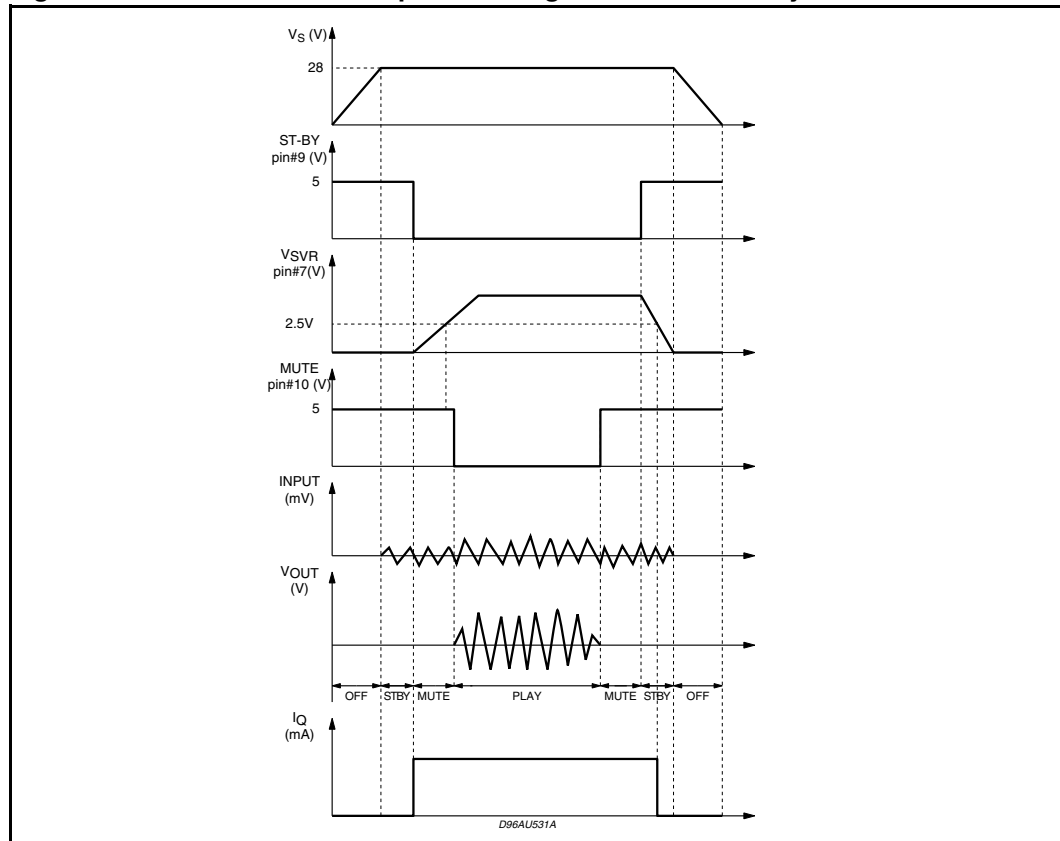 VS (V)
28
ST-BY
pin#9 (V)
5
VSVR
pin#7(V)
2.5V
MUTE
pin#10 (V)
5
INPUT
(mV)
VOUT
(V)
OFF STBY MUTE PLAY MUTE STBY OFF
IQ
(mA)
D96AU531A